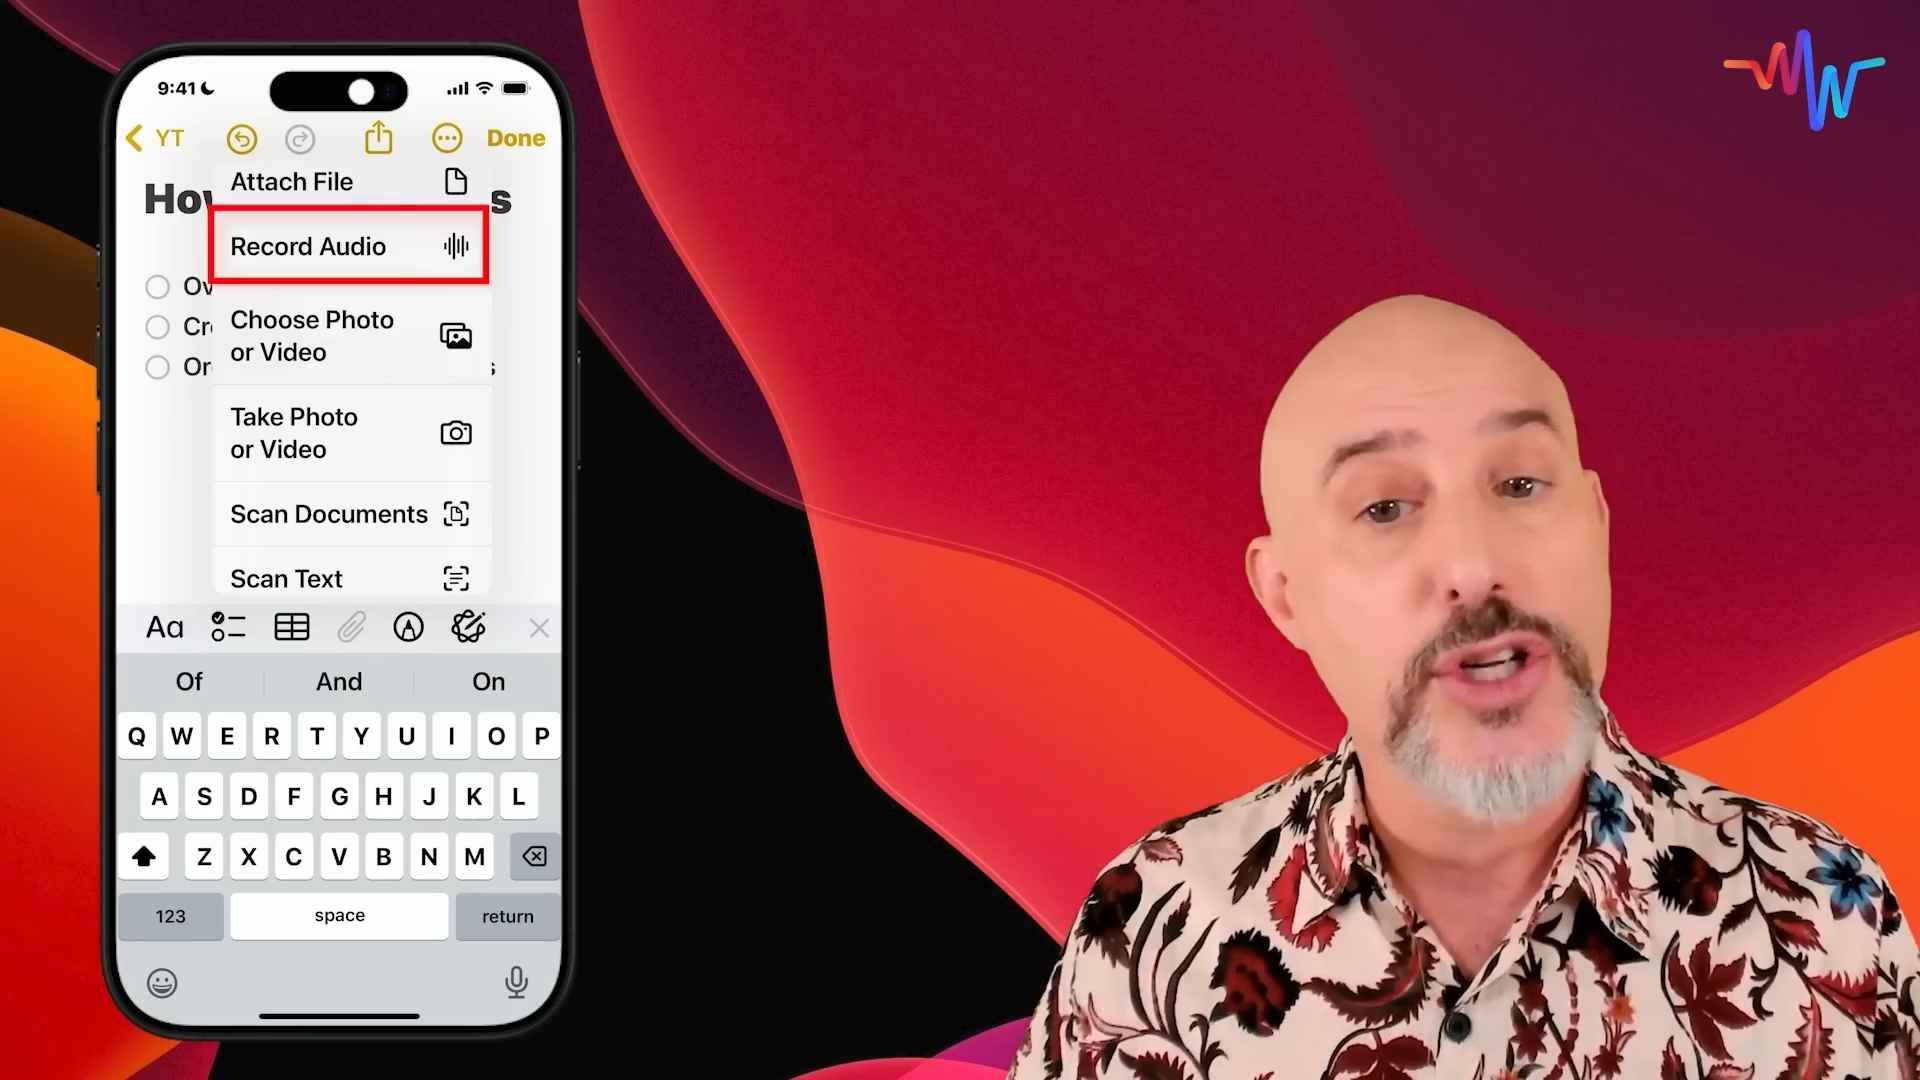 9:41
YT
Done
Attach File
Record Audio
Choose Photo
or Video
Take Photo
or Video
Scan Documents
Scan Text
Aa
Of And On
Q W E R T Y U I O P
A S D F G H J K L
Z X C V B N M
123 space return